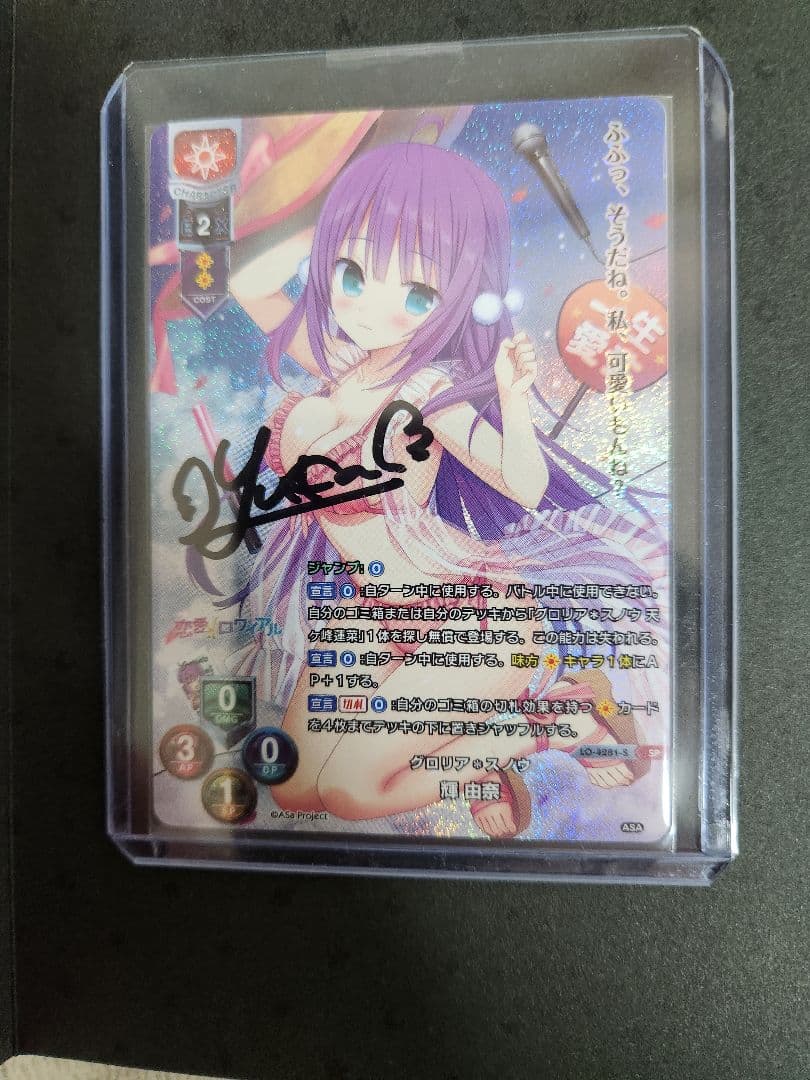 CHARACTER
2
COST
ふふっ、そうだね。私、可愛いもんね?
一生
愛
ジャンプ:0
宣言 0:自ターン中に使用する。バトル中に使用できない。
自分のゴミ箱または自分のデッキから「グロリア＊スノウ 天
ヶ峰蓮菜」1体を探し無償で登場する。この能力は失われる。
宣言 0:自ターン中に使用する。味方 キャラ1体にA
P+1する。
宣言 切札 0:自分のゴミ箱の切札効果を持つ カード
を4枚までデッキの下に置きシャッフルする。
恋愛×ロワイアル
0
DMG
3
AP
0
DP
1
SP
LO-4281-S SP
グロリア＊スノウ
輝 由奈
©ASa Project
ASA